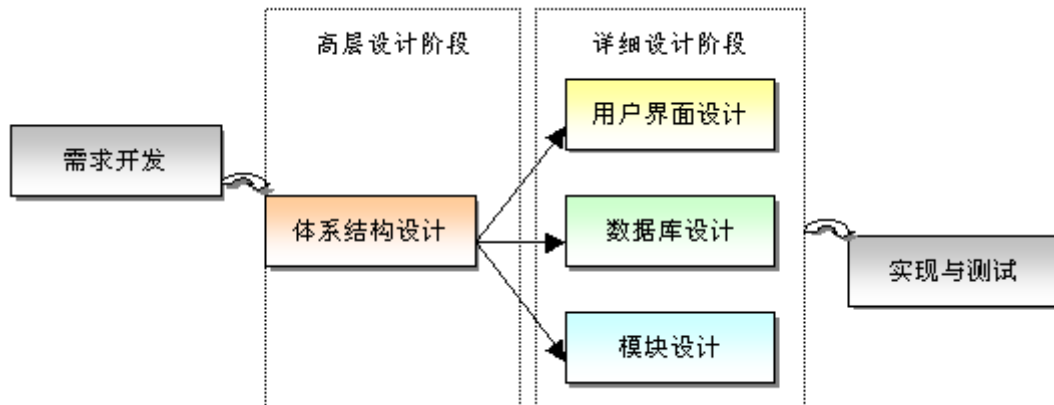 高层设计阶段
详细设计阶段
用户界面设计
需求开发
体系结构设计
数据库设计
实现与测试
模块设计